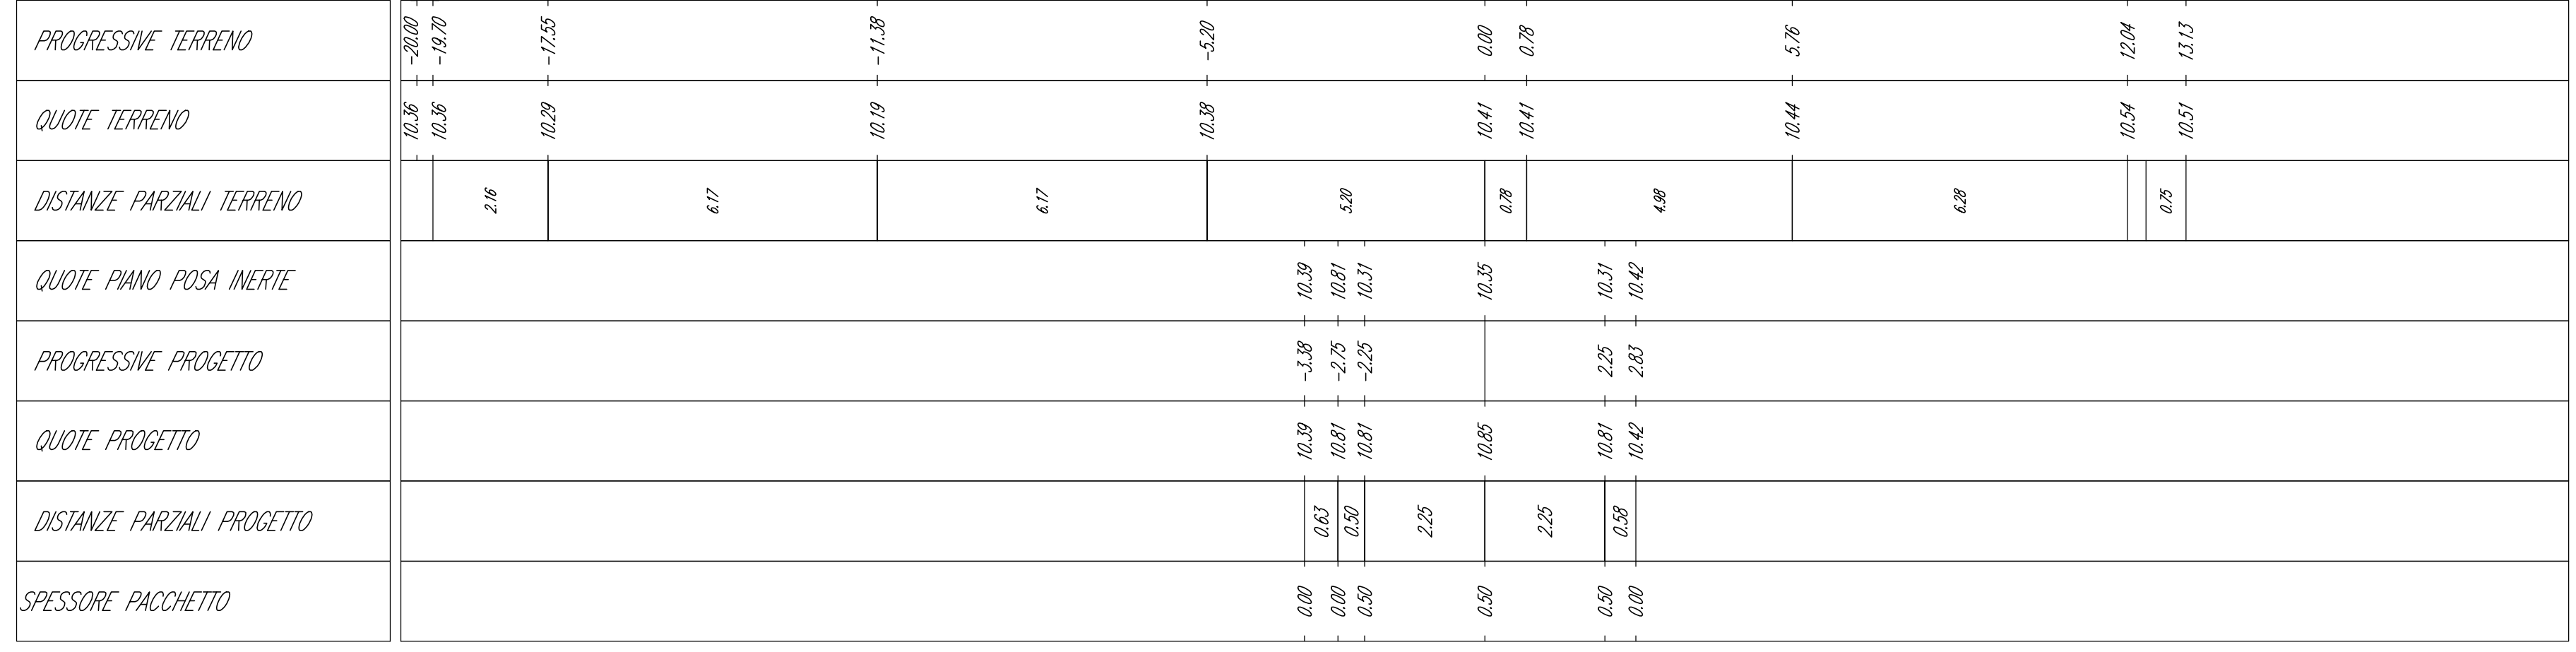 PROGRESSIVE TERRENO -20.00 -19.70 -17.55 -11.38 -5.20 0.00 0.78 5.76 12.04 13.13
QUOTE TERRENO 10.36 10.36 10.29 10.19 10.38 10.41 10.41 10.44 10.54 10.51
DISTANZE PARZIALI TERRENO 2.16 6.17 6.17 5.20 0.78 4.98 6.28 0.75
QUOTE PIANO POSA INERTE 10.39 10.81 10.31 10.35 10.31 10.42
PROGRESSIVE PROGETTO -3.38 -2.75 -2.25 2.25 2.83
QUOTE PROGETTO 10.39 10.81 10.81 10.85 10.81 10.42
DISTANZE PARZIALI PROGETTO 0.63 0.50 2.25 2.25 0.58
SPESSORE PACCHETTO 0.00 0.00 0.50 0.50 0.50 0.00